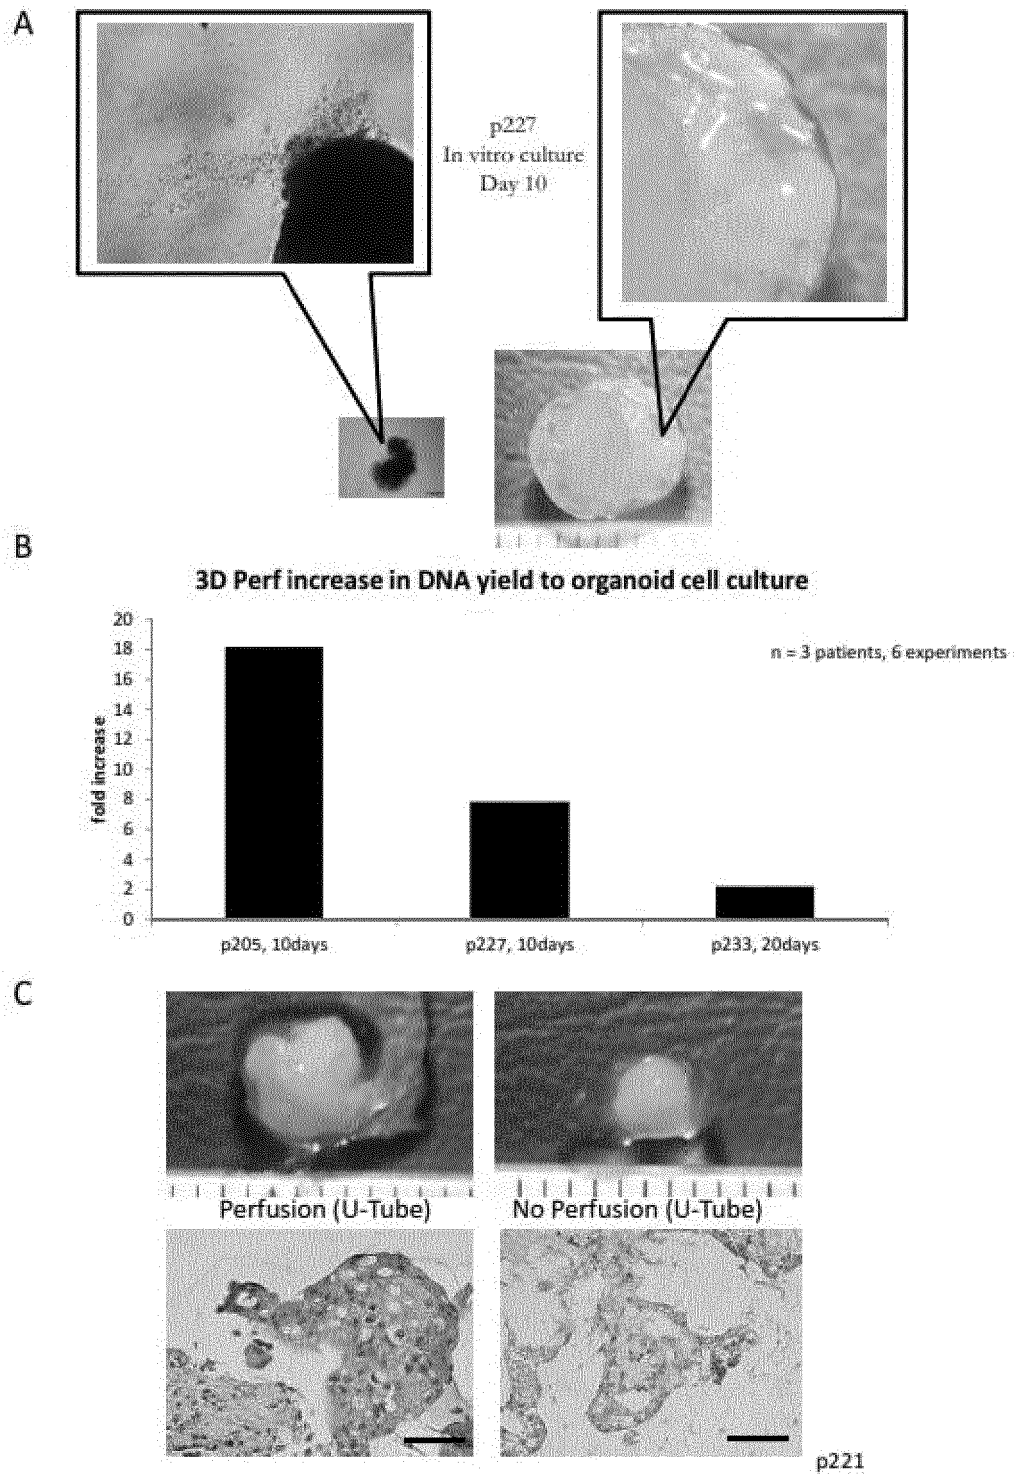 A
p227
In vitro culture
Day 10
B
3D Perf increase in DNA yield to organoid cell culture
20
18
16
14
12
10
8
6
4
2
0
fold increase
n = 3 patients, 6 experiments
p205, 10days
p227, 10days
p233, 20days
C
Perfusion (U-Tube)
No Perfusion (U-Tube)
p221